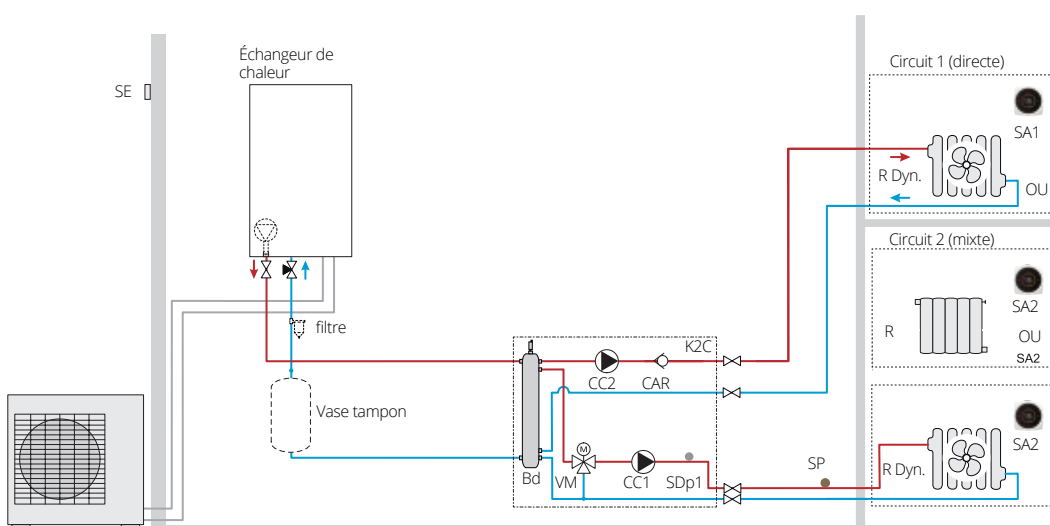 Échangeur de
chaleur
SE
filtre
Vase tampon
K2C
CC2
CAR
Bd
VM
M
CC1
SDp1
SP
Circuit 1 (directe)
SA1
R Dyn.
OU
Circuit 2 (mixte)
SA2
R
OU
SA2
SA2
R Dyn.